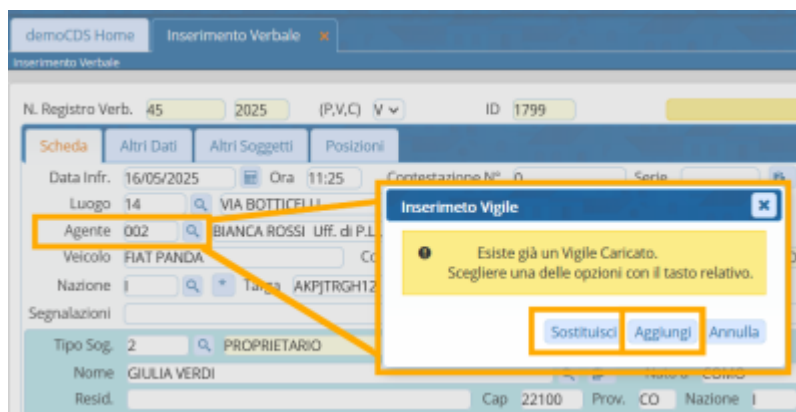 demoCDS Home Inserimento Verbale ×
Inserimento Verbale
N. Registro Verb. 45 2025 (P,V,C) V ID 1799
Scheda Altri Dati Altri Soggetti Posizioni
Data Infr. 16/05/2025 Ora 11:25 Contestazione N° 0 Serie
Luogo 14 VIA BOTTICELLI
Agente 002 BIANCA ROSSI Uff. di P.L.
Veicolo FIAT PANDA
Nazione I * Targa AKPJTRGH12
Segnalazioni
Inserimeto Vigile ×
Esiste già un Vigile Caricato.
Scegliere una delle opzioni con il tasto relativo.
Sostituisci Aggiungi Annulla
Tipo Sog. 2 PROPRIETARIO
Nome GIULIA VERDI Nato a COMO
Resid. Cap 22100 Prov. CO Nazione I